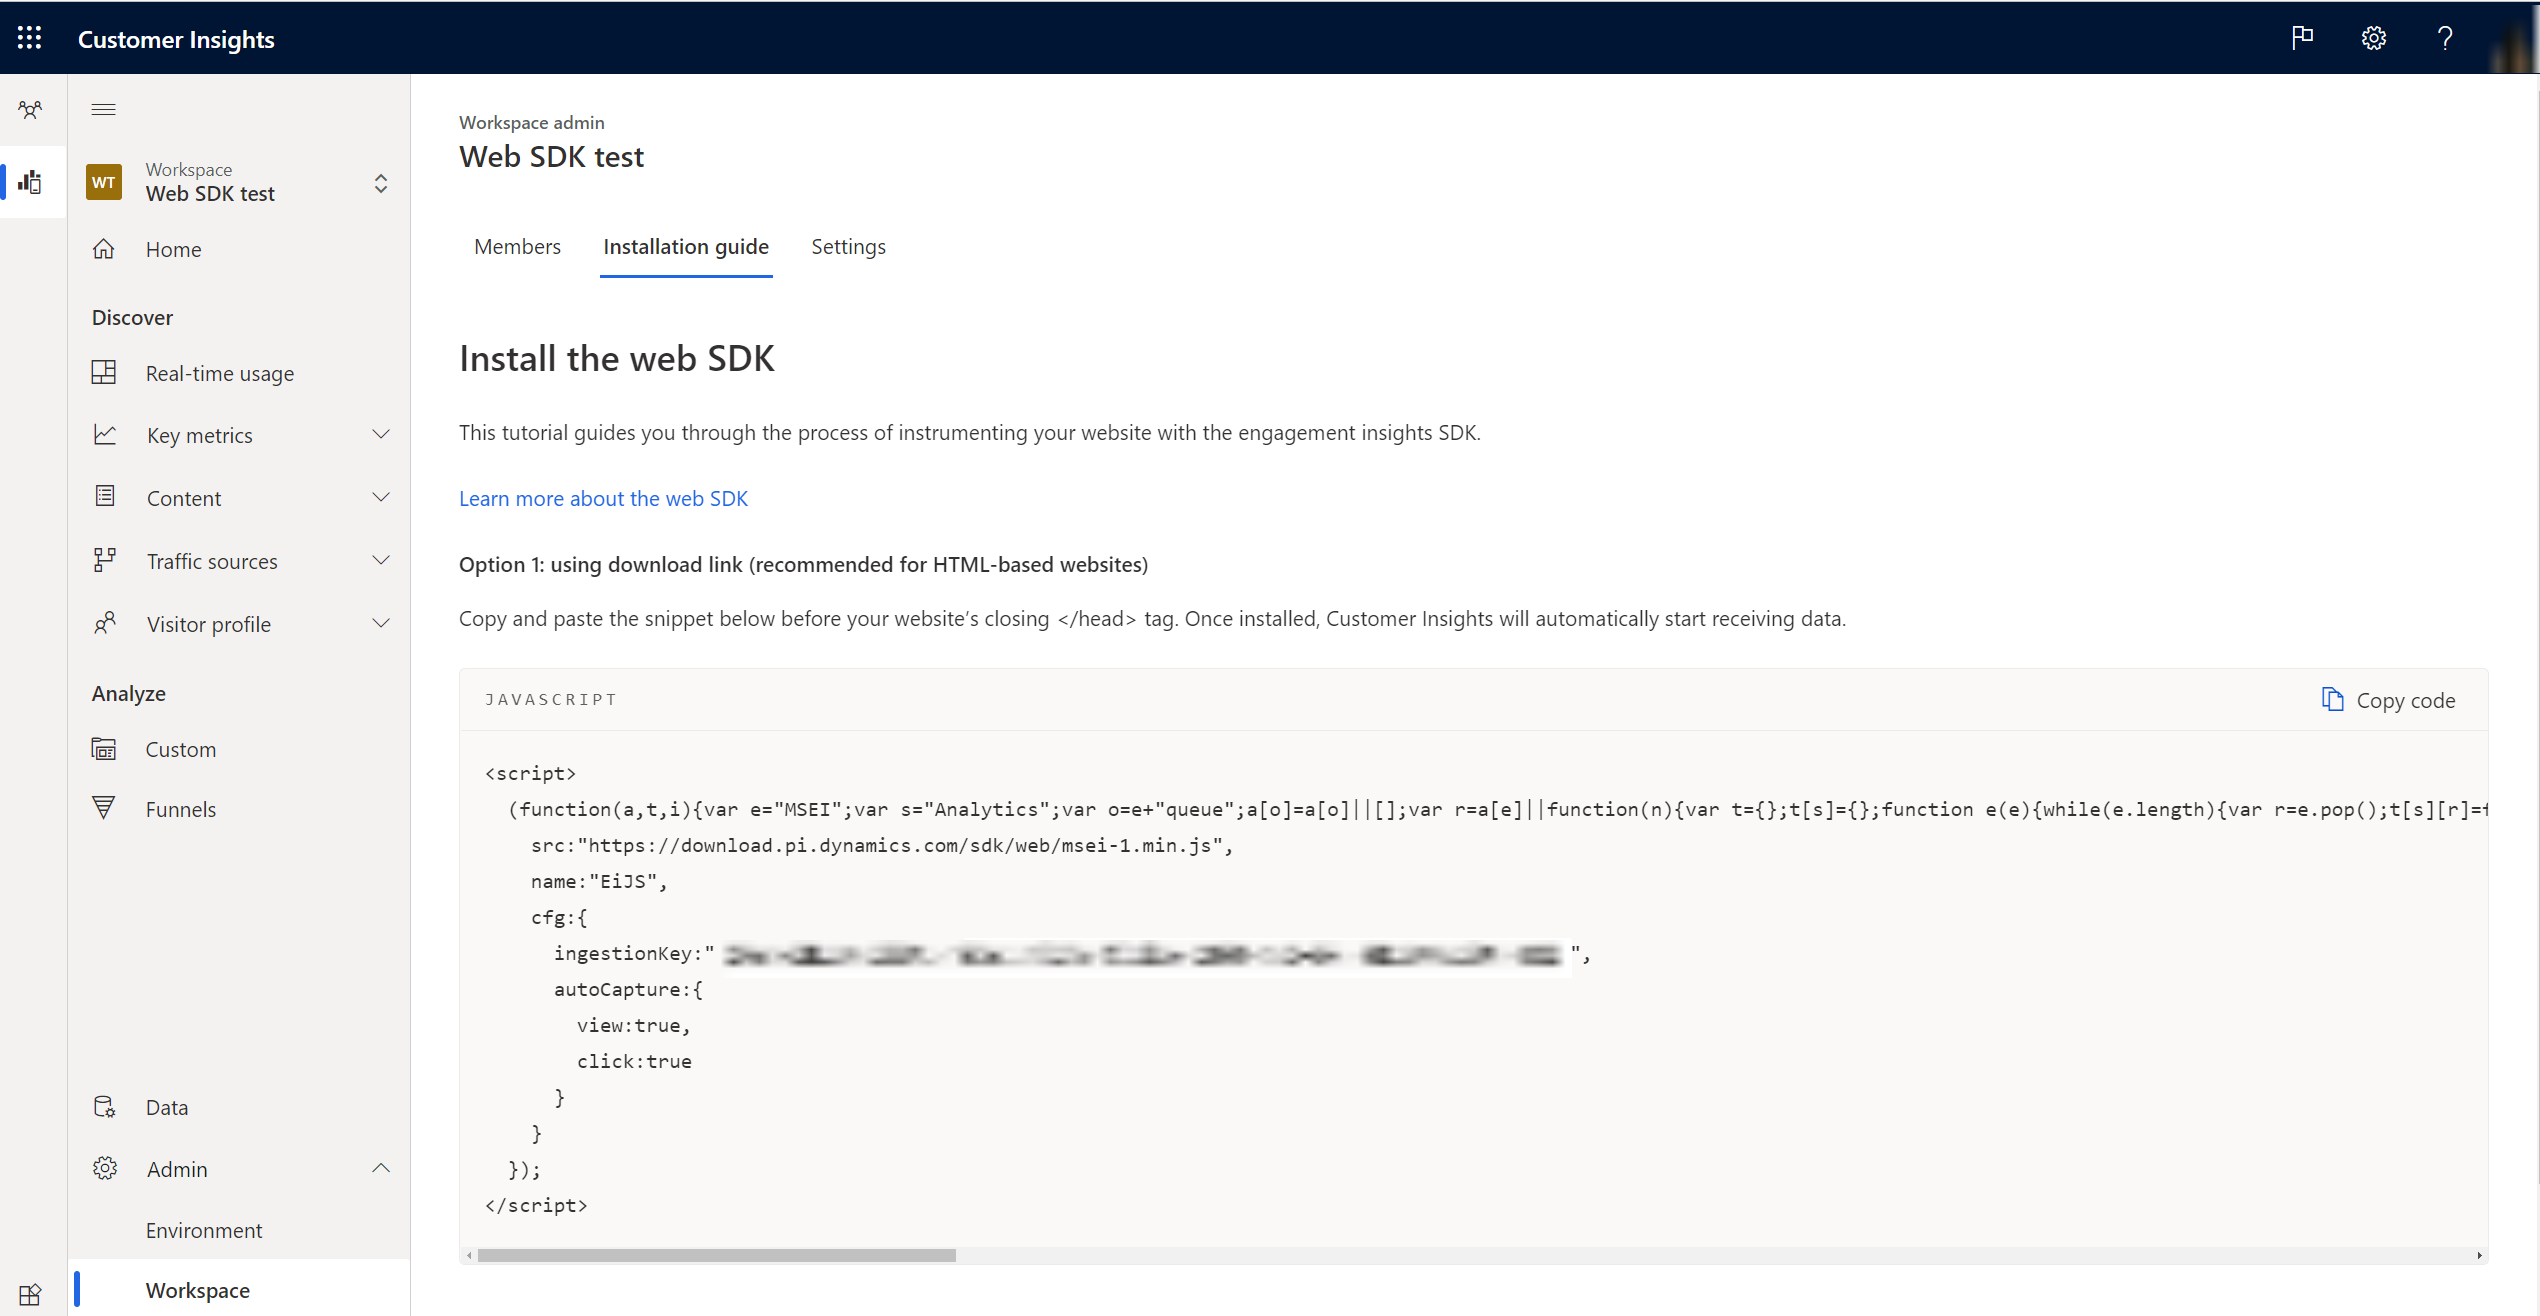 Customer Insights
Workspace
WT
Web SDK test
Home
Discover
Real-time usage
Key metrics
Content
Traffic sources
Visitor profile
Analyze
Custom
Funnels
Data
Admin
Environment
Workspace
Workspace admin
Web SDK test
Members
Installation guide
Settings
Install the web SDK
This tutorial guides you through the process of instrumenting your website with the engagement insights SDK.
Learn more about the web SDK
Option 1: using download link (recommended for HTML-based websites)
Copy and paste the snippet below before your website’s closing </head> tag. Once installed, Customer Insights will automatically start receiving data.
JAVASCRIPT
Copy code
<script>
(function(a,t,i){var e="MSEI";var s="Analytics";var o=e+"queue";a[o]=a[o]||[];var r=a[e]||function(n){var t={};t[s]={};function e(e){while(e.length){var r=e.pop();t[s][r]=f
src:"https://download.pi.dynamics.com/sdk/web/msei-1.min.js",
name:"EiJS",
cfg:{
ingestionKey:" ",
autoCapture:{
view:true,
click:true
}
}
});
</script>